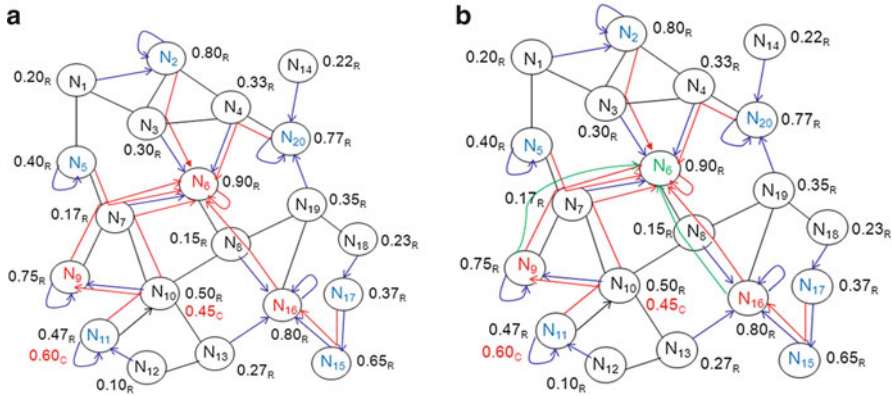 a
N2
0.80R
N14
0.22R
0.20R
N1
0.33R
N4
N3
0.30R
N20
0.77R
0.40R
N5
N6
0.90R
0.17R
N7
N19
0.35R
0.15R
N8
N18
0.23R
0.75R
N9
N10
0.50R
0.45C
N16
0.80R
N17
0.37R
0.47R
0.60C
N11
N12
0.10R
N13
0.27R
N15
0.65R
b
N2
0.80R
N14
0.22R
0.20R
N1
0.33R
N4
N3
0.30R
N20
0.77R
0.40R
N5
N6
0.90R
0.17R
N7
N19
0.35R
0.15R
N8
N18
0.23R
0.75R
N9
N10
0.50R
0.45C
N16
0.80R
N17
0.37R
0.47R
0.60C
N11
N12
0.10R
N13
0.27R
N15
0.65R